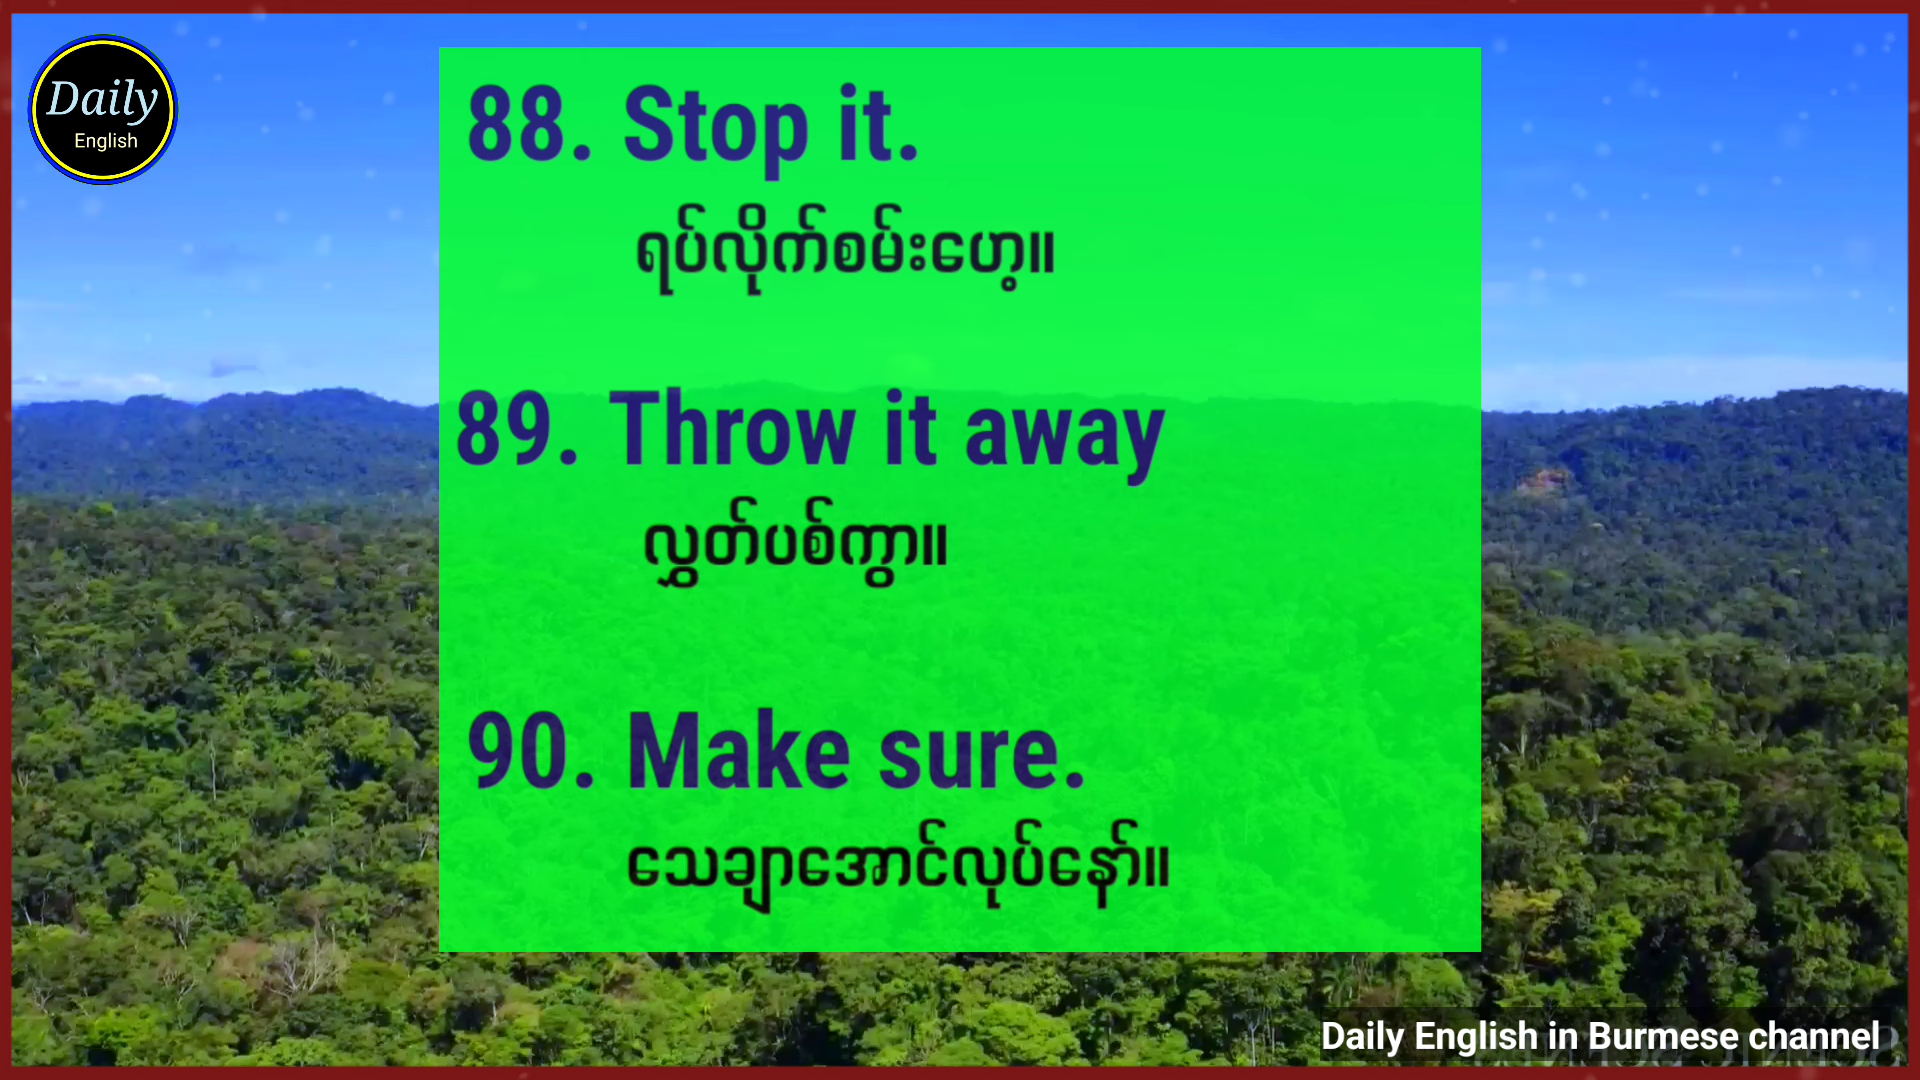 Daily
English
88. Stop it.
ရပ်လိုက်စမ်းဟေ့။
89. Throw it away
လွှတ်ပစ်ကွာ။
90. Make sure.
သေချာအောင်လုပ်နော်။
Daily English in Burmese channel